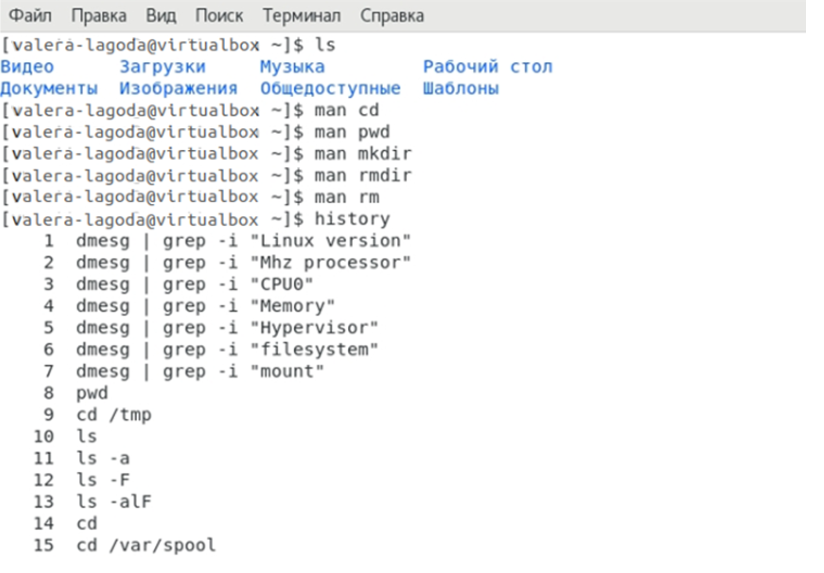 Файл Правка Вид Поиск Терминал Справка
[valera-lagoda@virtualbox ~]$ ls
Видео Загрузки Музыка Рабочий стол
Документы Изображения Общедоступные Шаблоны
[valera-lagoda@virtualbox ~]$ man cd
[valera-lagoda@virtualbox ~]$ man pwd
[valera-lagoda@virtualbox ~]$ man mkdir
[valera-lagoda@virtualbox ~]$ man rmdir
[valera-lagoda@virtualbox ~]$ man rm
[valera-lagoda@virtualbox ~]$ history
1 dmesg | grep -i "Linux version"
2 dmesg | grep -i "Mhz processor"
3 dmesg | grep -i "CPU0"
4 dmesg | grep -i "Memory"
5 dmesg | grep -i "Hypervisor"
6 dmesg | grep -i "filesystem"
7 dmesg | grep -i "mount"
8 pwd
9 cd /tmp
10 ls
11 ls -a
12 ls -F
13 ls -alF
14 cd
15 cd /var/spool